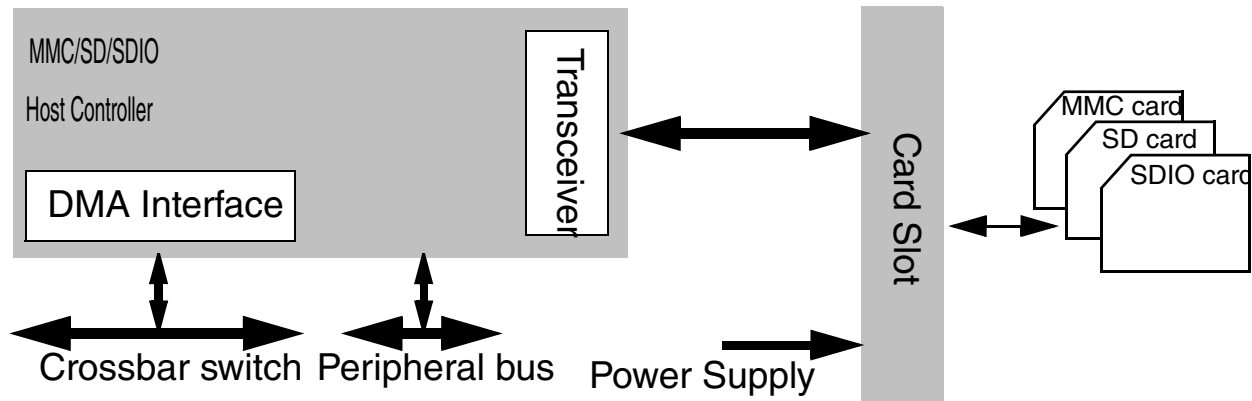 MMC/SD/SDIO
Host Controller
Transceiver
DMA Interface
Card Slot
MMC card
SD card
SDIO card
Crossbar switch
Peripheral bus
Power Supply